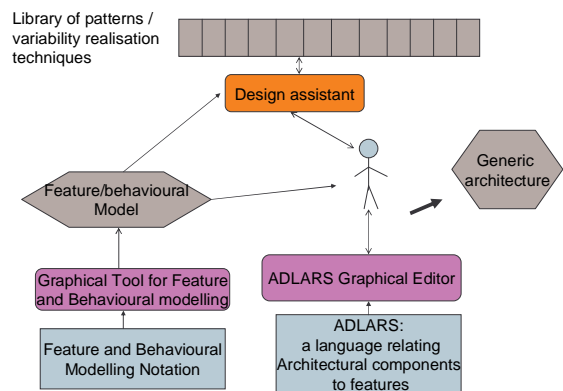 Library of patterns /
variability realisation
techniques
Design assistant
Feature/behavioural
Model
Generic
architecture
Graphical Tool for Feature
and Behavioural modelling
ADLARS Graphical Editor
Feature and Behavioural
Modelling Notation
ADLARS:
a language relating
Architectural components
to features